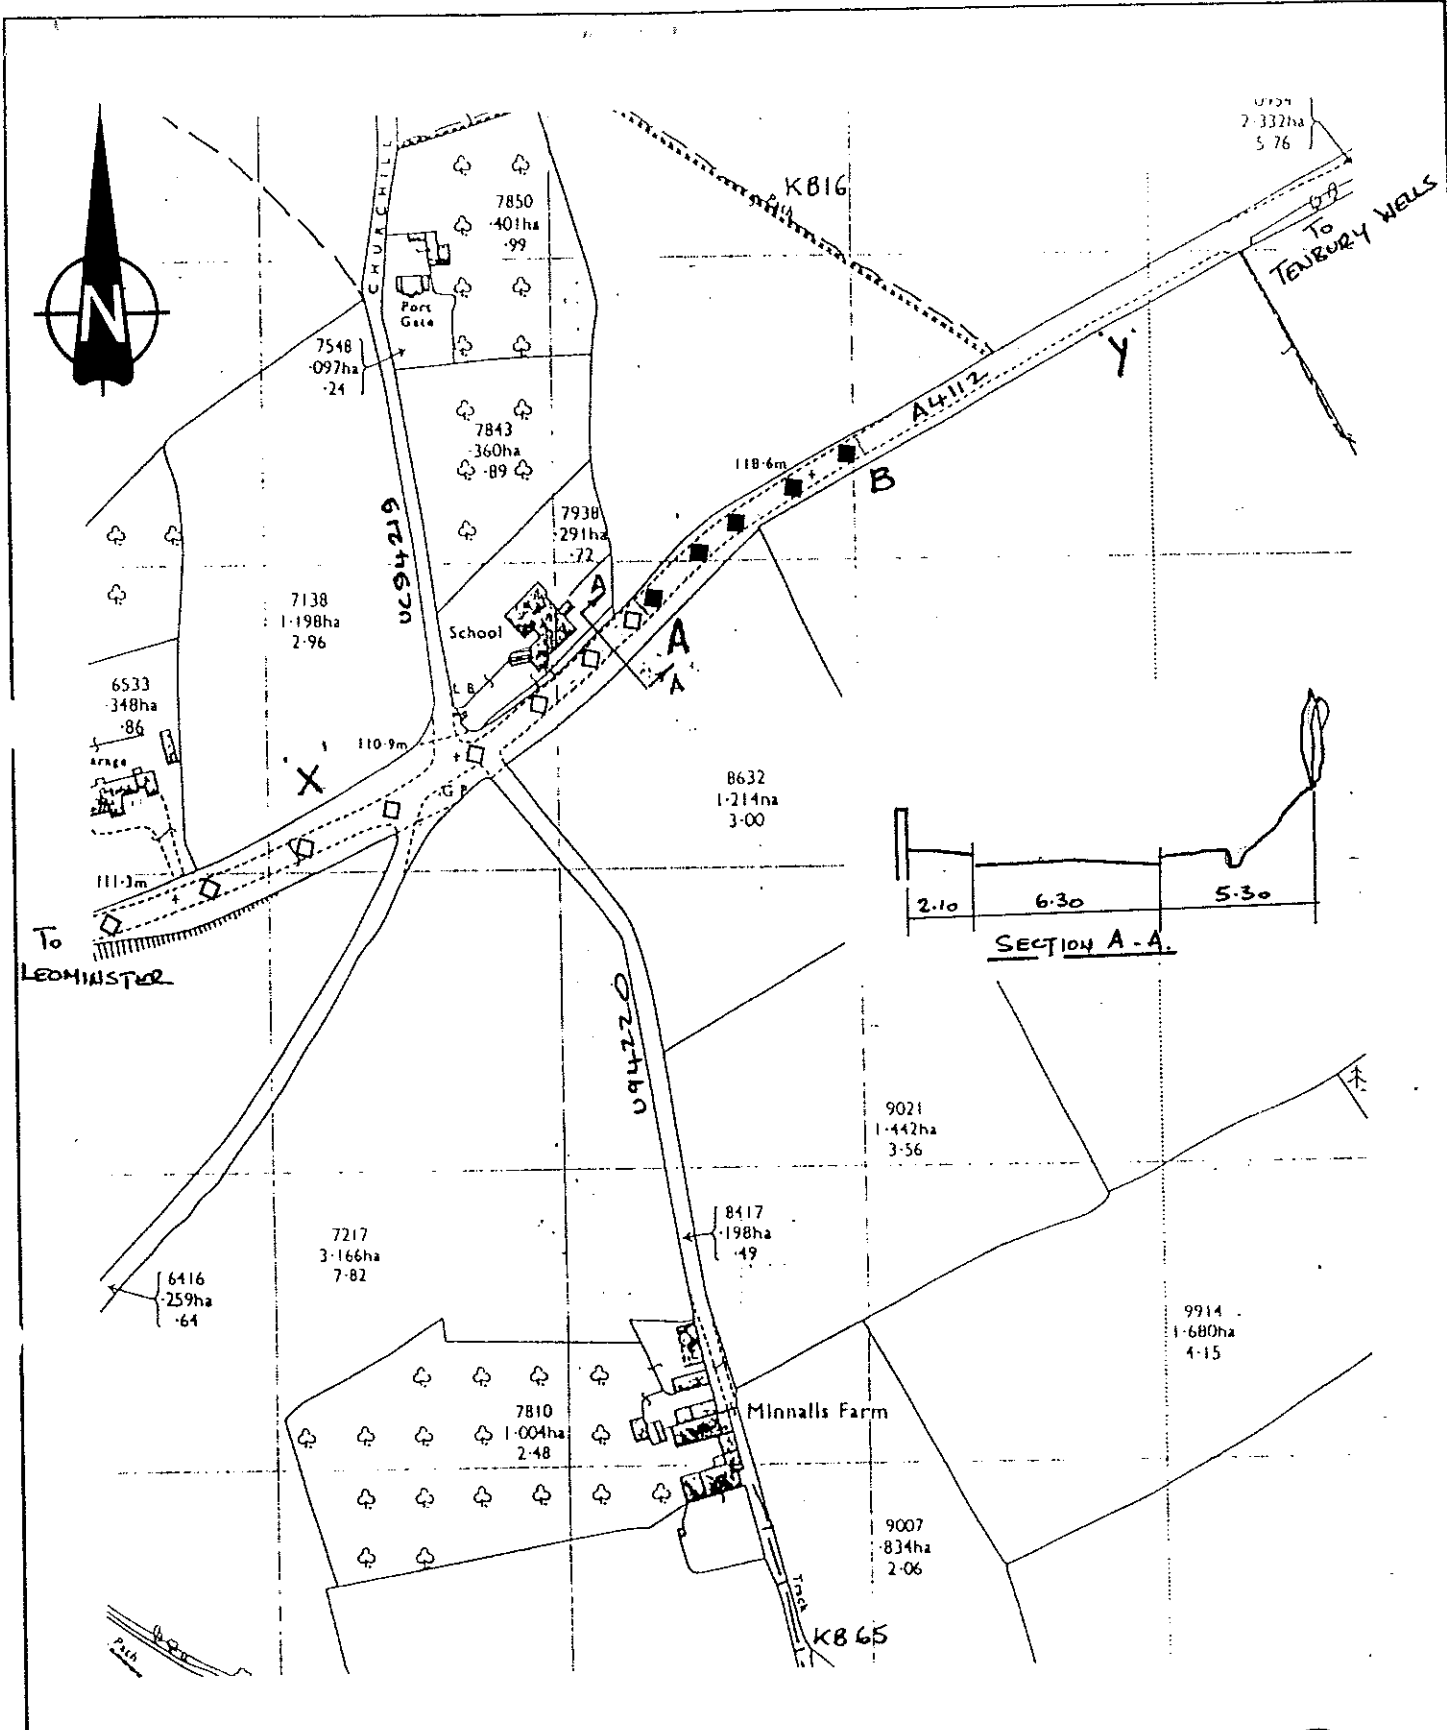 2·332ha
5·76
KB16
Path
To
TENBURY WELLS
N
CHURCHILL
7850
·401ha
·99
Port
Gate
7548
·097ha
·24
'Y'
A4112
7843
·360ha
·89
118·6m
B
7938
·291ha
·72
U94219
A
7138
1·198ha
2·96
School
A
A
L B
6533
·348ha
·86
110·9m
'X'
G P
8632
1·214ha
3·00
111·3m
To
LEOMINSTER
2.10
6.30
5.30
SECTION A - A.
U94220
9021
1·442ha
3·56
8417
·198ha
·49
7217
3·166ha
7·82
6416
·259ha
·64
9914
1·680ha
4·15
7810
1·004ha
2·48
Minnalls Farm
9007
·834ha
2·06
Track
KB65
Path